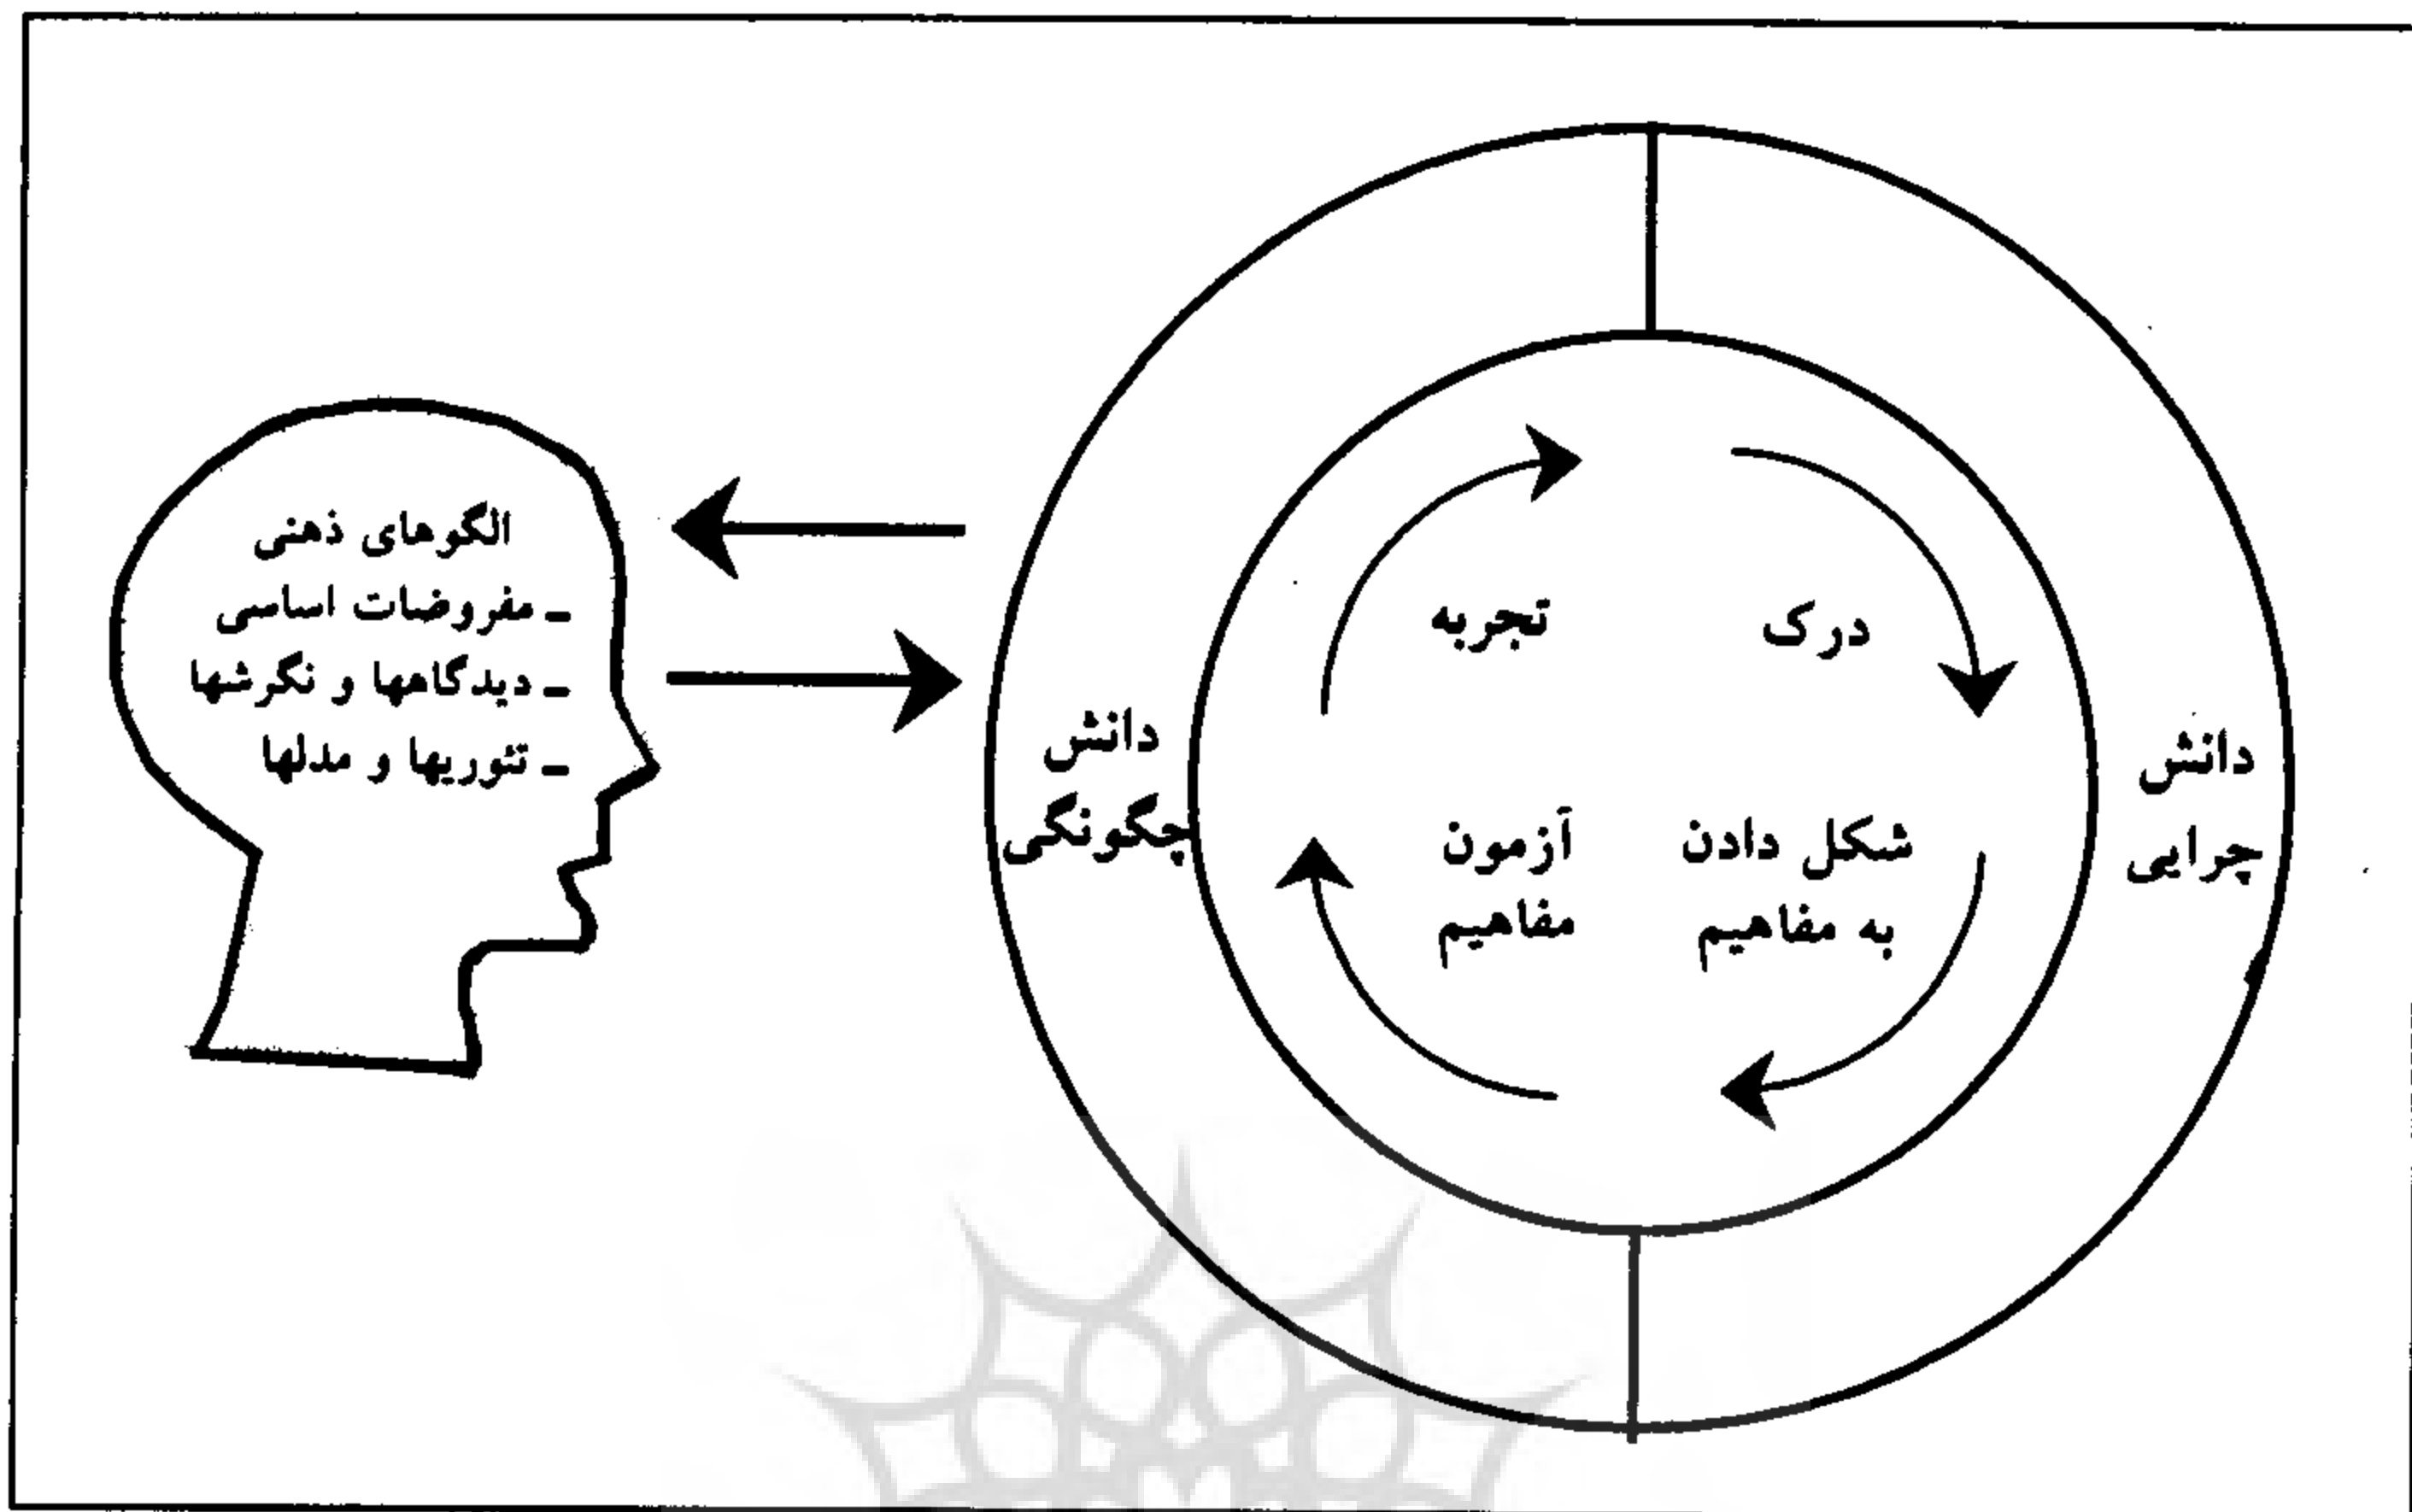 الگوهای ذهنی
ـ مفروضات اساسی
ـ دیدگاهها و نگرشها
ـ تئوریها و مدلها
دانش
چگونگی
تجربه
درک
آزمون
مفاهیم
شکل دادن
به مفاهیم
دانش
چرایی